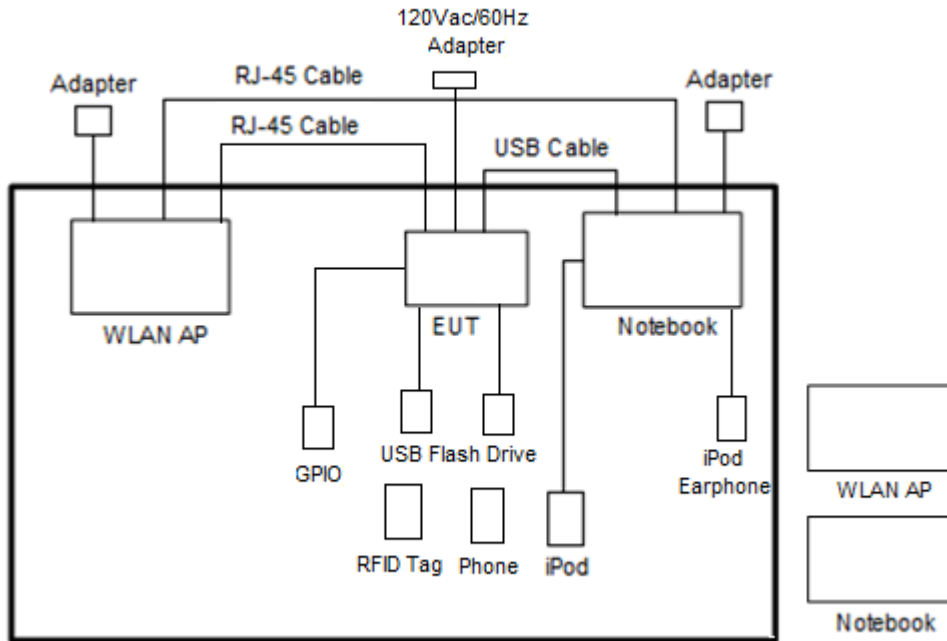 120Vac/60Hz
Adapter
Adapter
RJ-45 Cable
Adapter
RJ-45 Cable
USB Cable
WLAN AP
EUT
Notebook
GPIO
USB Flash Drive
iPod
Earphone
WLAN AP
RFID Tag
Phone
iPod
Notebook